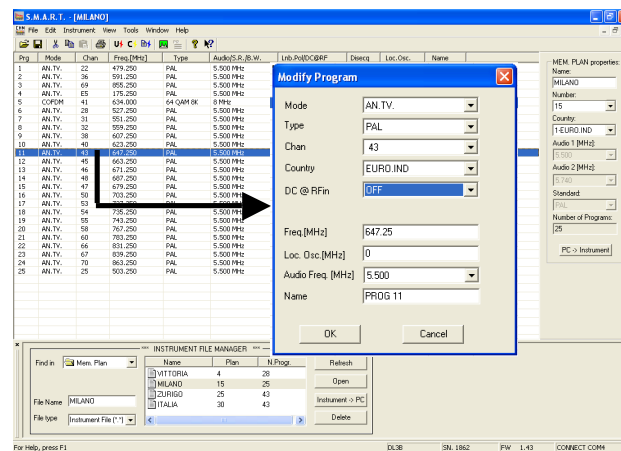 S.M.A.R.T. - [MILANO]
File Edit Instrument View Tools Window Help
Prg Mode Chan Freq.[MHz] Type Audio/S.R./B.W. Lnb.Pol/DC@RF Diseq Loc.Osc. Name
1 AN.TV. 22 479.250 PAL 5.500 MHz
2 AN.TV. 36 591.250 PAL 5.500 MHz
3 AN.TV. 69 855.250 PAL 5.500 MHz
4 AN.TV. E5 175.250 PAL 5.500 MHz
5 COFDM 41 634.000 64 QAM 8K 8 MHz
6 AN.TV. 28 527.250 PAL 5.500 MHz
7 AN.TV. 31 551.250 PAL 5.500 MHz
8 AN.TV. 32 559.250 PAL 5.500 MHz
9 AN.TV. 38 607.250 PAL 5.500 MHz
10 AN.TV. 40 623.250 PAL 5.500 MHz
11 AN.TV. 43 647.250 PAL 5.500 MHz
12 AN.TV. 45 663.250 PAL 5.500 MHz
13 AN.TV. 46 671.250 PAL 5.500 MHz
14 AN.TV. 48 687.250 PAL 5.500 MHz
15 AN.TV. 47 679.250 PAL 5.500 MHz
16 AN.TV. 50 703.250 PAL 5.500 MHz
17 AN.TV. 53 PAL 5.500 MHz
18 AN.TV. 54 735.250 PAL 5.500 MHz
19 AN.TV. 55 743.250 PAL 5.500 MHz
20 AN.TV. 58 767.250 PAL 5.500 MHz
21 AN.TV. 60 783.250 PAL 5.500 MHz
22 AN.TV. 66 831.250 PAL 5.500 MHz
23 AN.TV. 67 839.250 PAL 5.500 MHz
24 AN.TV. 70 863.250 PAL 5.500 MHz
25 AN.TV. 25 503.250 PAL 5.500 MHz
Modify Program
Mode AN.TV.
Type PAL
Chan 43
Country EURO.IND
DC @ RFin OFF
Freq.[MHz] 647.25
Loc. Osc.[MHz] 0
Audio Freq. [MHz] 5.500
Name PROG 11
OK Cancel
MEM. PLAN properties:
Name:
MILANO
Number:
15
Country:
1-EURO.IND
Audio 1 [MHz]:
5.500
Audio 2 [MHz]:
5.740
Standard:
PAL
Number of Programs:
25
PC -> Instrument
*** INSTRUMENT FILE MANAGER ***
Find in Mem. Plan
Name Plan N.Progr.
VITTORIA 4 28
MILANO 15 25
ZURIGO 25 43
ITALIA 30 43
File Name MILANO
File type Instrument File (*.*)
Refresh
Open
Instrument -> PC
Delete
For Help, press F1
DL3B SN. 1862 FW 1.43 CONNECT COM4